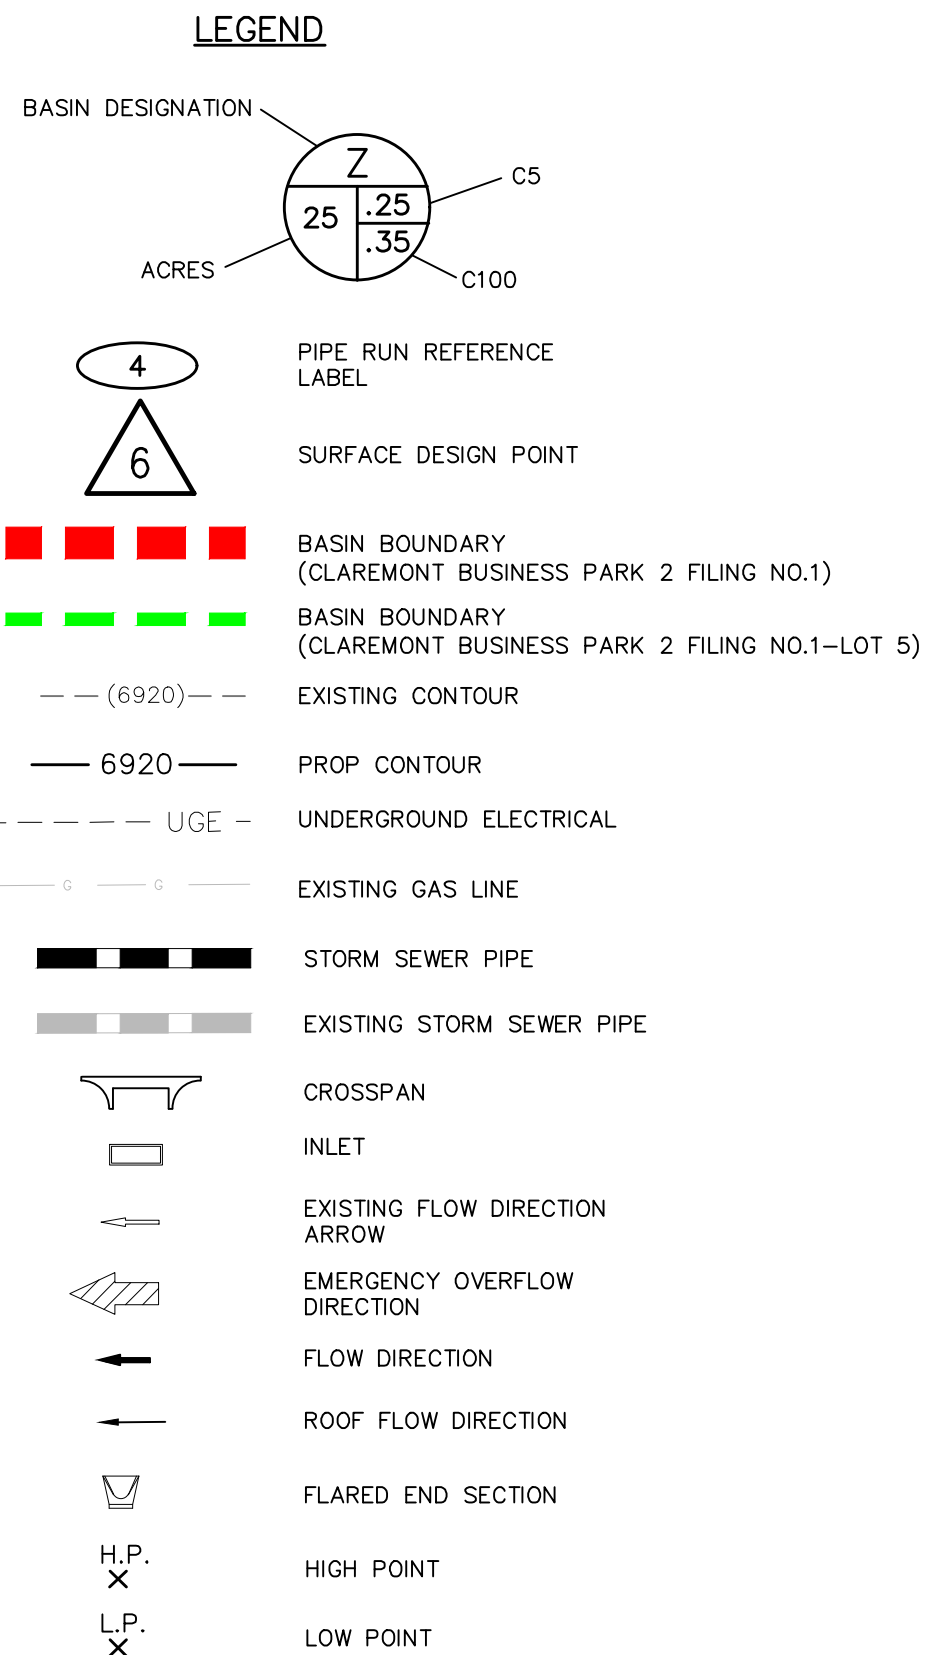 LEGEND
BASIN DESIGNATION
Z
C5
.25
25
.35
ACRES
C100
4
PIPE RUN REFERENCE
LABEL
6
SURFACE DESIGN POINT
BASIN BOUNDARY
(CLAREMONT BUSINESS PARK 2 FILING NO.1)
BASIN BOUNDARY
(CLAREMONT BUSINESS PARK 2 FILING NO.1–LOT 5)
(6920) EXISTING CONTOUR
6920 PROP CONTOUR
UGE UNDERGROUND ELECTRICAL
G G EXISTING GAS LINE
STORM SEWER PIPE
EXISTING STORM SEWER PIPE
CROSSPAN
INLET
EXISTING FLOW DIRECTION
ARROW
EMERGENCY OVERFLOW
DIRECTION
FLOW DIRECTION
ROOF FLOW DIRECTION
FLARED END SECTION
H.P.
HIGH POINT
L.P.
LOW POINT